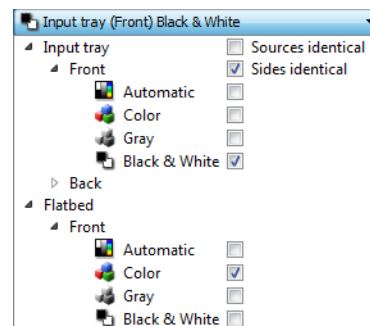 Input tray (Front) Black & White
Input tray Sources identical
Front Sides identical
Automatic
Color
Gray
Black & White
Back
Flatbed
Front
Automatic
Color
Gray
Black & White